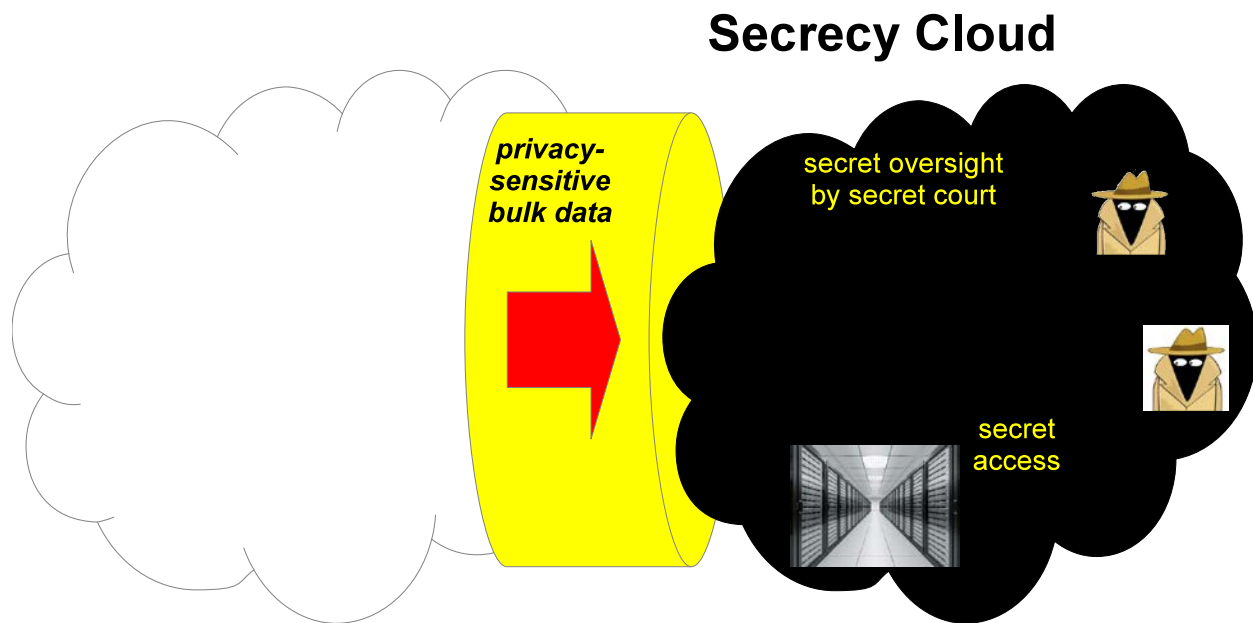 Secrecy Cloud
privacy-
sensitive
bulk data
secret oversight
by secret court
secret
access